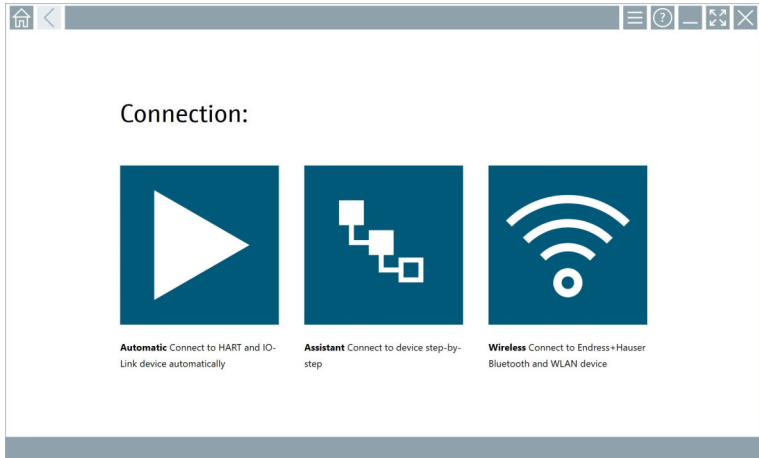 Connection:
Automatic Connect to HART and IO-
Link device automatically
Assistant Connect to device step-by-
step
Wireless Connect to Endress+Hauser
Bluetooth and WLAN device